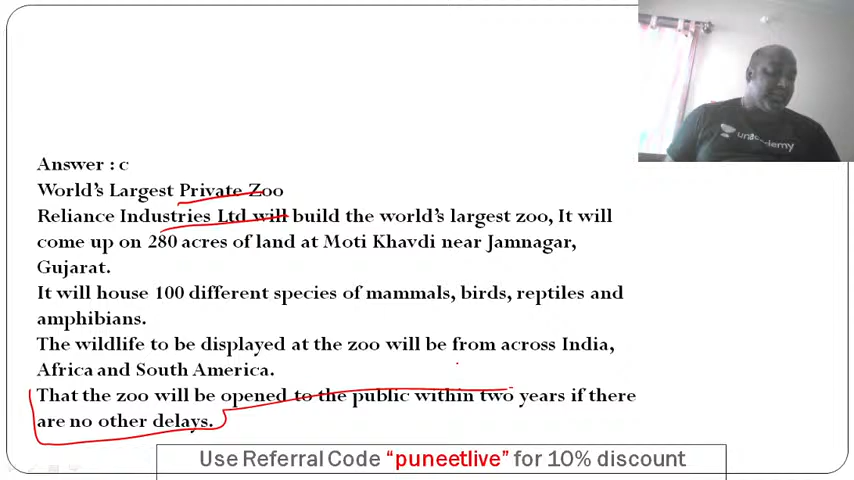 unacademy
Answer : c
World's Largest Private Zoo
Reliance Industries Ltd will build the world's largest zoo, It will
come up on 280 acres of land at Moti Khavdi near Jamnagar,
Gujarat.
It will house 100 different species of mammals, birds, reptiles and
amphibians.
The wildlife to be displayed at the zoo will be from across India,
Africa and South America.
That the zoo will be opened to the public within two years if there
are no other delays.
Use Referral Code “puneetlive” for 10% discount